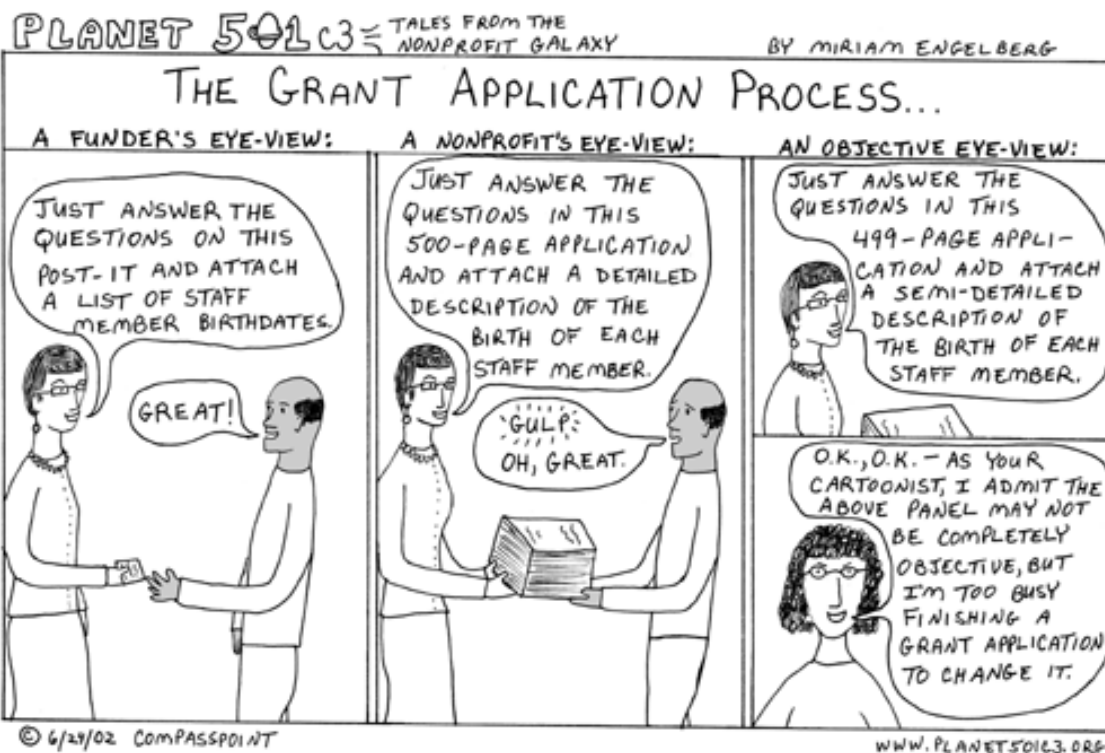 PLANET 501c3
TALES FROM THE
NONPROFIT GALAXY
BY MIRIAM ENGELBERG
THE GRANT APPLICATION PROCESS...
A FUNDER'S EYE-VIEW:
JUST ANSWER THE
QUESTIONS ON THIS
POST-IT AND ATTACH
A LIST OF STAFF
MEMBER BIRTHDATES.
GREAT!
A NONPROFIT'S EYE-VIEW:
JUST ANSWER THE
QUESTIONS IN THIS
500-PAGE APPLICATION
AND ATTACH A DETAILED
DESCRIPTION OF THE
BIRTH OF EACH
STAFF MEMBER.
GULP
OH, GREAT.
AN OBJECTIVE EYE-VIEW:
JUST ANSWER THE
QUESTIONS IN THIS
499-PAGE APPLI-
CATION AND ATTACH
A SEMI-DETAILED
DESCRIPTION OF
THE BIRTH OF EACH
STAFF MEMBER.
O.K., O.K. - AS YOUR
CARTOONIST, I ADMIT THE
ABOVE PANEL MAY NOT
BE COMPLETELY
OBJECTIVE, BUT
I'M TOO BUSY
FINISHING A
GRANT APPLICATION
TO CHANGE IT.
© 6/24/02 COMPASSPOINT
WWW.PLANET501C3.ORG